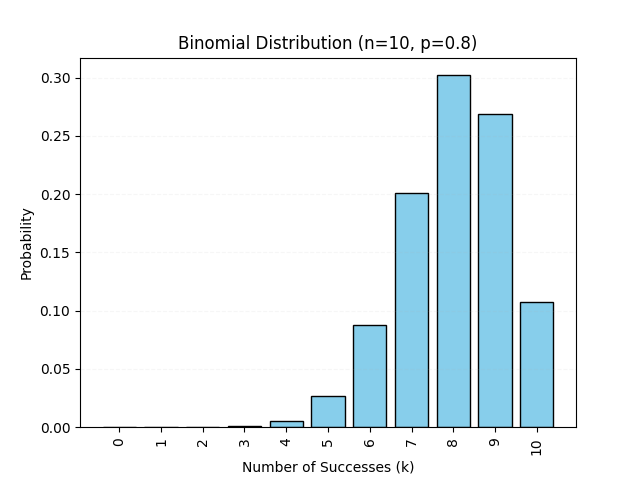 Binomial Distribution (n=10, p=0.8)
0.30
0.25
0.20
0.15
0.10
0.05
0.00
Probability
0 1 2 3 4 5 6 7 8 9 10
Number of Successes (k)